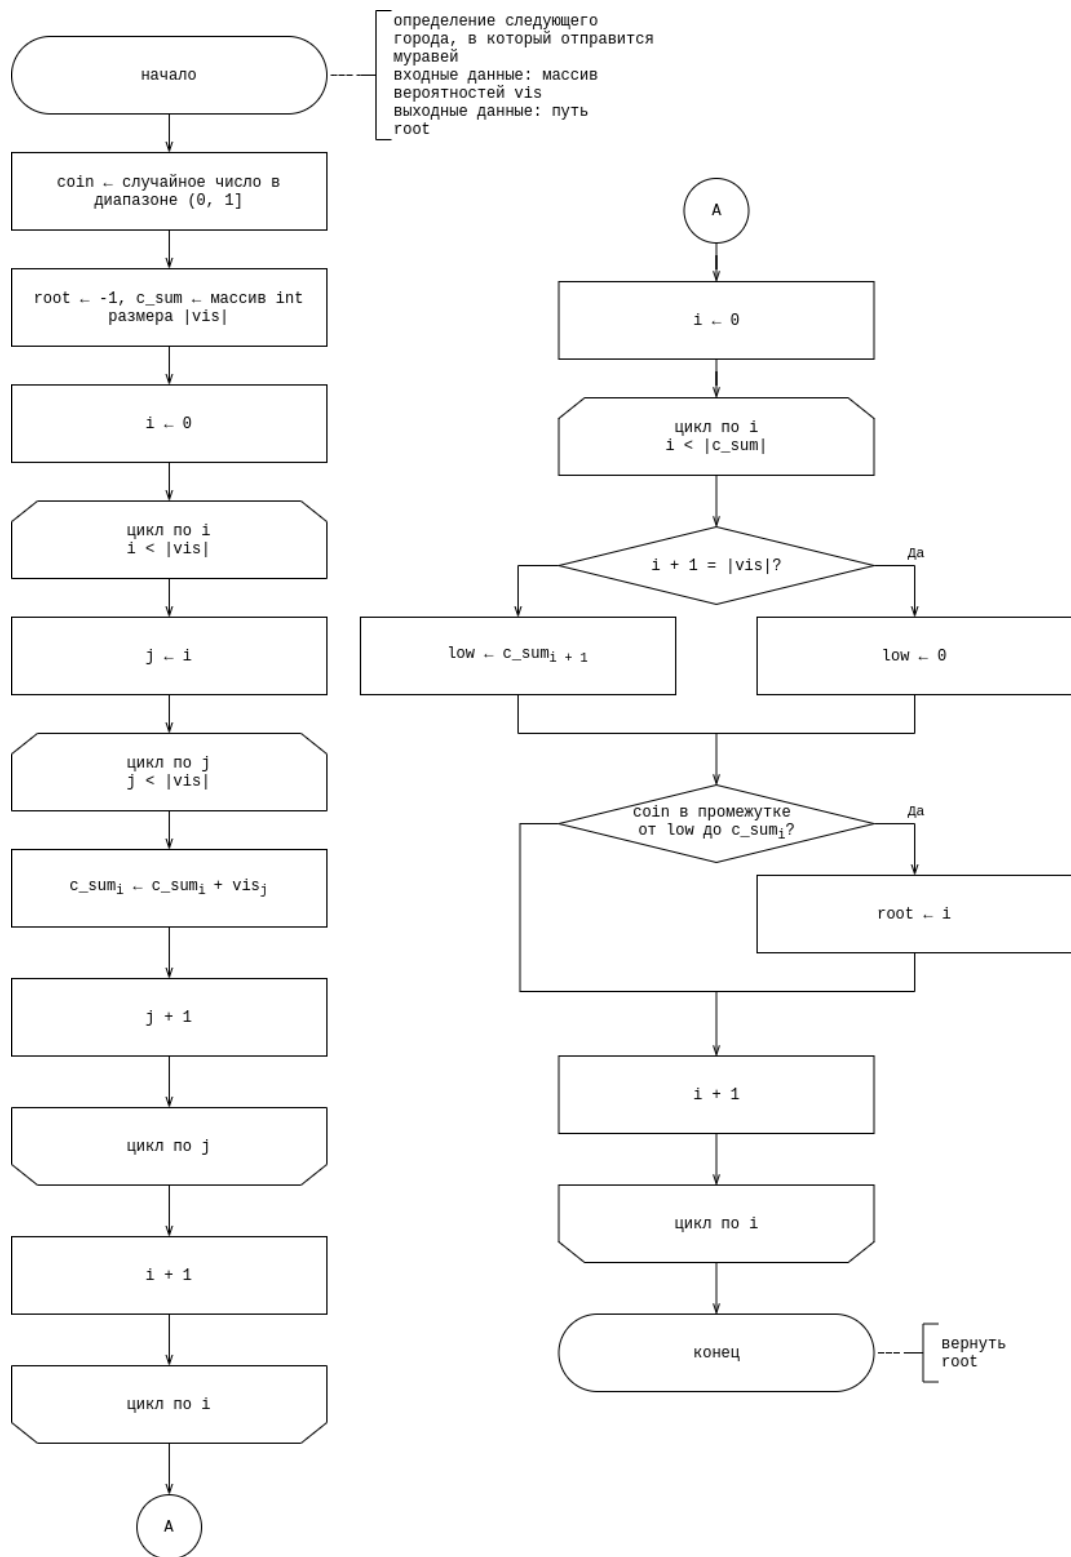 начало
определение следующего
города, в который отправится
муравей
входные данные: массив
вероятностей vis
выходные данные: путь
root
coin ← случайное число в
диапазоне (0, 1]
root ← -1, c_sum ← массив int
размера |vis|
i ← 0
цикл по i
i < |vis|
j ← i
цикл по j
j < |vis|
c_sumi ← c_sumi + visj
j + 1
цикл по j
i + 1
цикл по i
A
A
i ← 0
цикл по i
i < |c_sum|
i + 1 = |vis|?
Да
low ← c_sumi + 1
low ← 0
coin в промежутке
от low до c_sumi?
Да
root ← i
i + 1
цикл по i
конец
вернуть
root